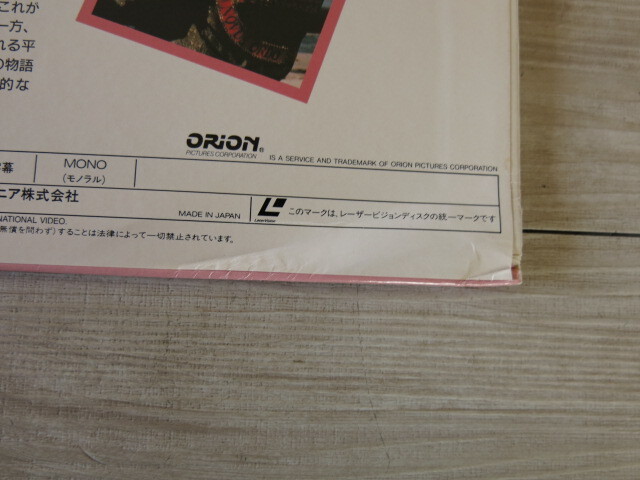 これが
一方、
れる平
の物語
的な
ORION®
PICTURES CORPORATION
IS A SERVICE AND TRADEMARK OF ORION PICTURES CORPORATION
幕
MONO
(モノラル)
ニア株式会社
MADE IN JAPAN
LaserVision
このマークは、レーザービジョンディスクの統一マークです
NATIONAL VIDEO.
無償を問わず)することは法律によって一切禁止されています。